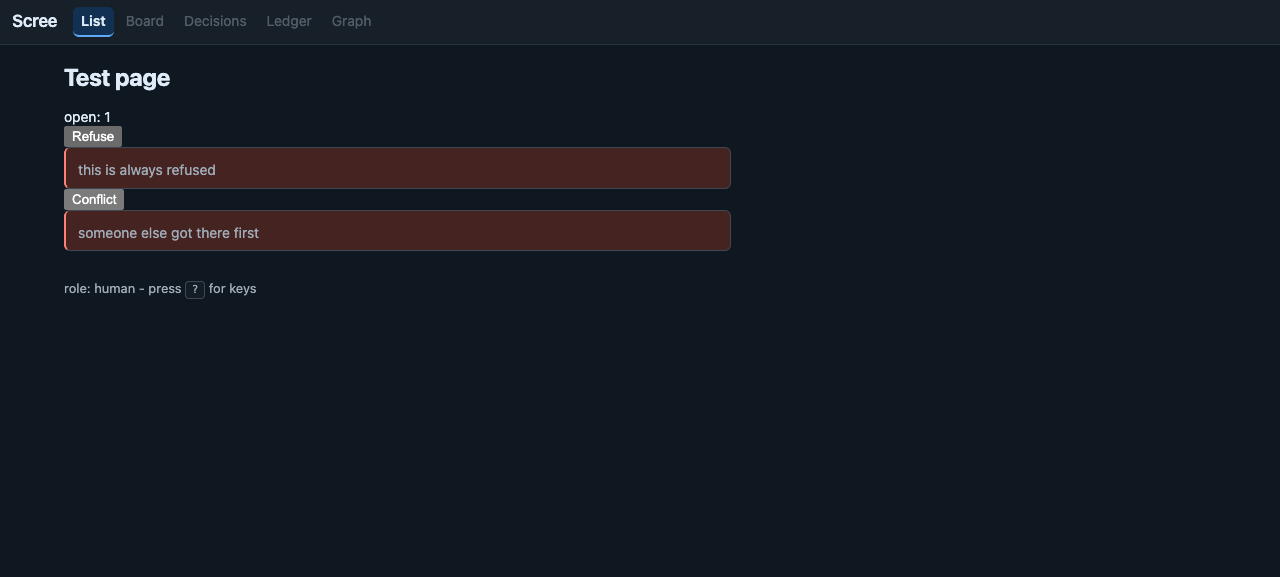 Scree List Board Decisions Ledger Graph
Test page
open: 1
Refuse
this is always refused
Conflict
someone else got there first
role: human - press ? for keys